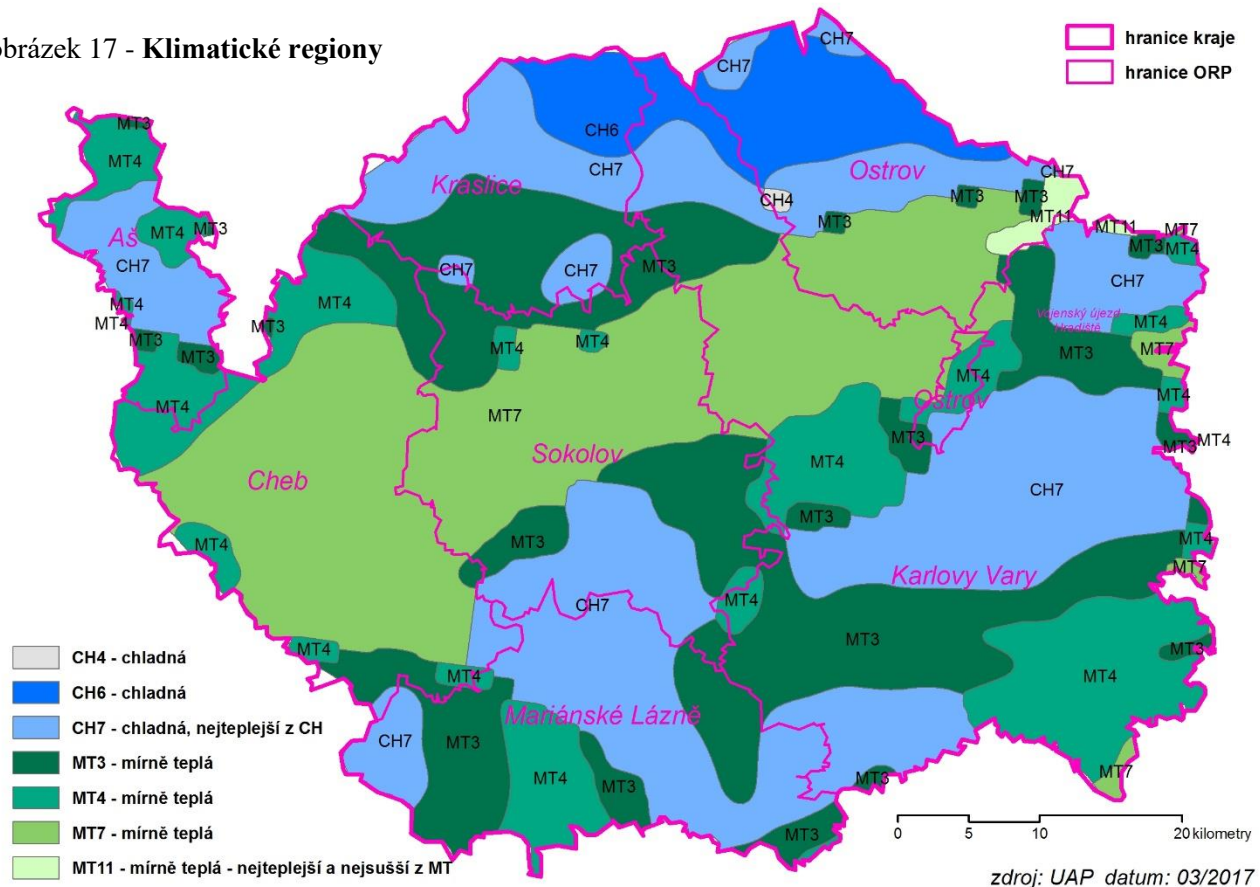 obrázek 17 - Klimatické regiony
hranice kraje
hranice ORP
CH7
CH7
MT3
MT4
CH6
CH7
Kraslice
Ostrov
CH7
CH4
MT3
MT3
MT3
MT11
MT11
MT7
MT3
MT4
Aš
MT4
MT3
CH7
MT4
MT4
MT3
MT3
MT4
MT3
MT4
CH7
CH7
MT3
MT4
MT4
CH7
Vojenský újezd
Hradiště
MT4
MT3
MT7
MT4
Ostrov
MT4
MT3
MT4
MT3
MT7
Sokolov
Cheb
MT4
MT3
CH7
MT3
MT4
MT4
MT7
Karlovy Vary
CH7
MT4
MT3
MT3
MT4
MT4
MT4
Mariánské Lázně
CH7
MT3
MT4
MT3
MT3
MT7
MT3
CH4 - chladná
CH6 - chladná
CH7 - chladná, nejteplejší z CH
MT3 - mírně teplá
MT4 - mírně teplá
MT7 - mírně teplá
MT11 - mírně teplá - nejteplejší a nejsušší z MT
0 5 10 20 kilometry
zdroj: UAP datum: 03/2017